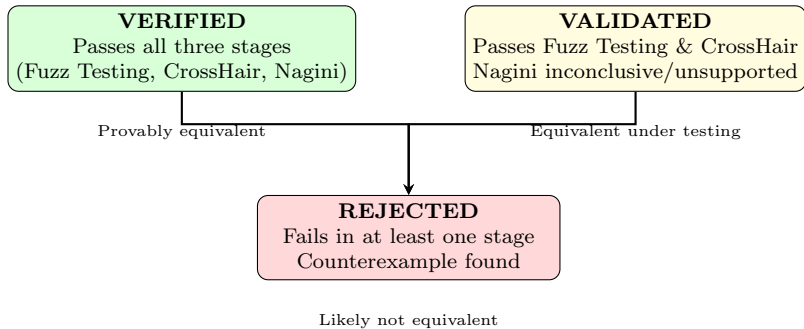 VERIFIED
Passes all three stages
(Fuzz Testing, CrossHair, Nagini)
VALIDATED
Passes Fuzz Testing & CrossHair
Nagini inconclusive/unsupported
Provably equivalent
Equivalent under testing
REJECTED
Fails in at least one stage
Counterexample found
Likely not equivalent